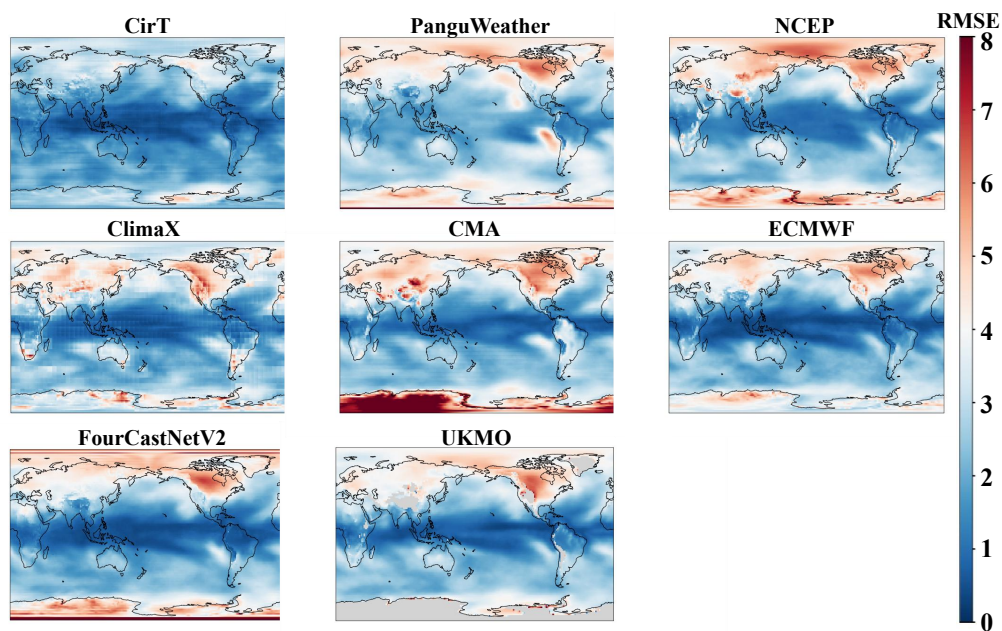 CirT
PanguWeather
NCEP
RMSE
ClimaX
CMA
ECMWF
FourCastNetV2
UKMO
8
7
6
5
4
3
2
1
0